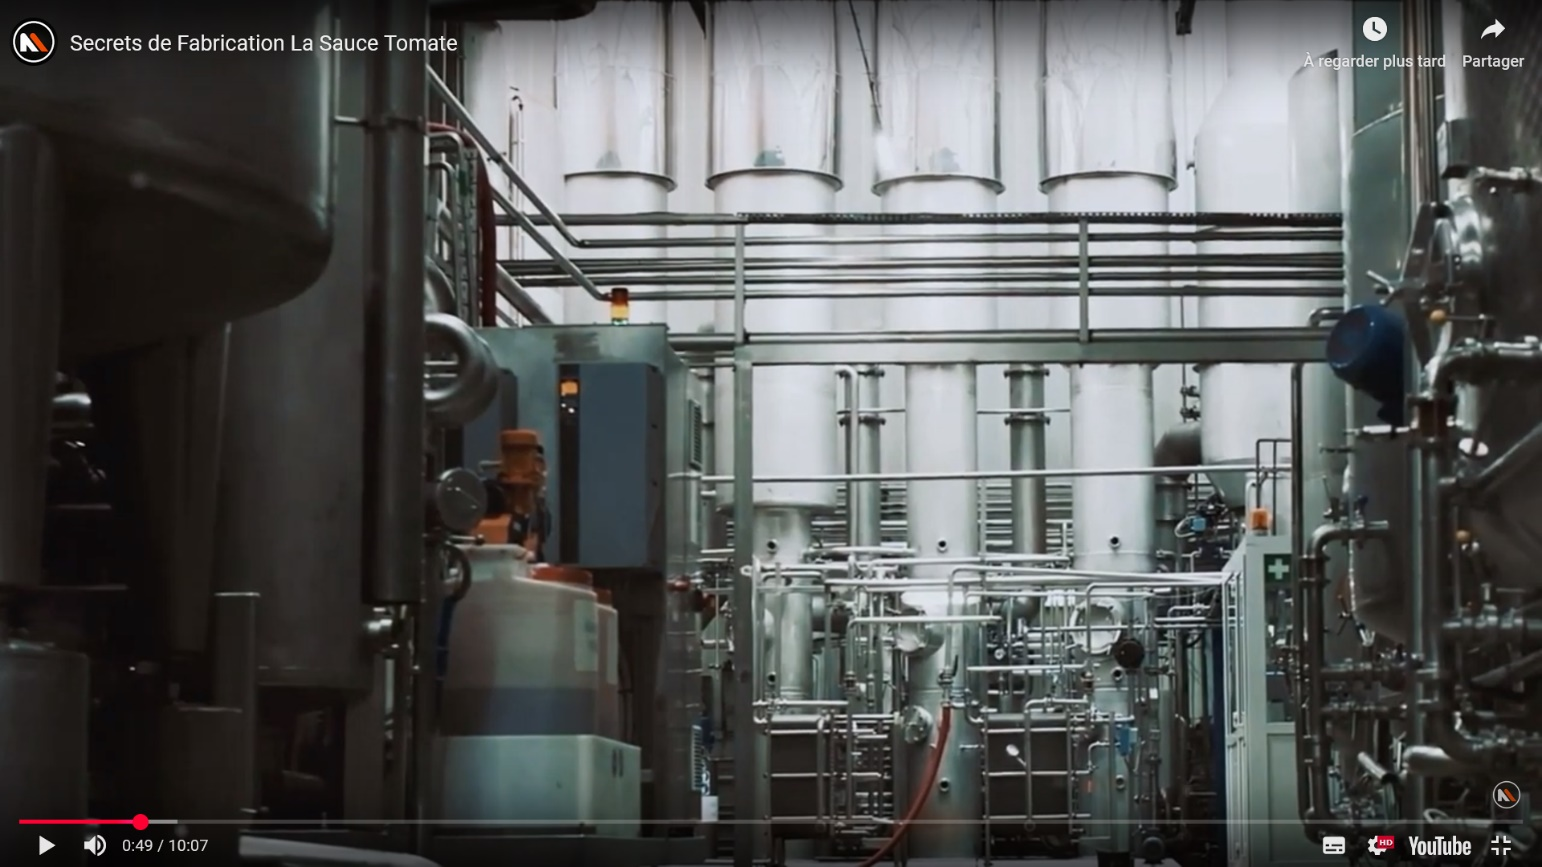 Secrets de Fabrication La Sauce Tomate
À regarder plus tard
Partager
0:49 / 10:07
HD
YouTube